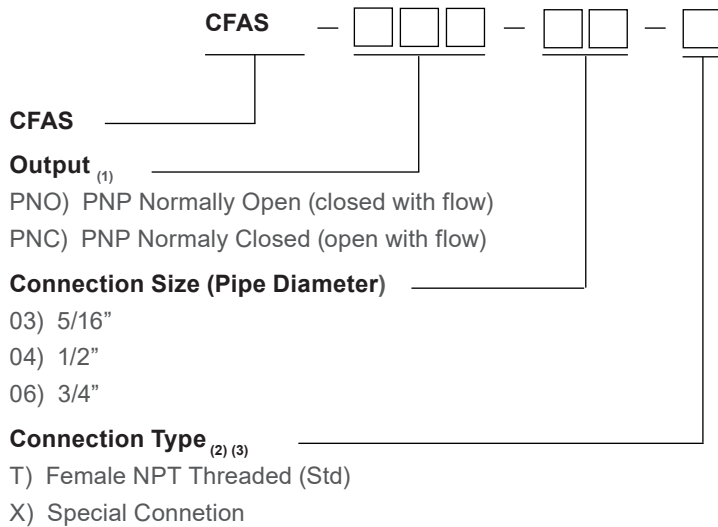 CFAS – □□□ – □□ – □
CFAS
Output (1)
PNO) PNP Normally Open (closed with flow)
PNC) PNP Normaly Closed (open with flow)
Connection Size (Pipe Diameter)
03) 5/16”
04) 1/2”
06) 3/4”
Connection Type (2) (3)
T) Female NPT Threaded (Std)
X) Special Connetion